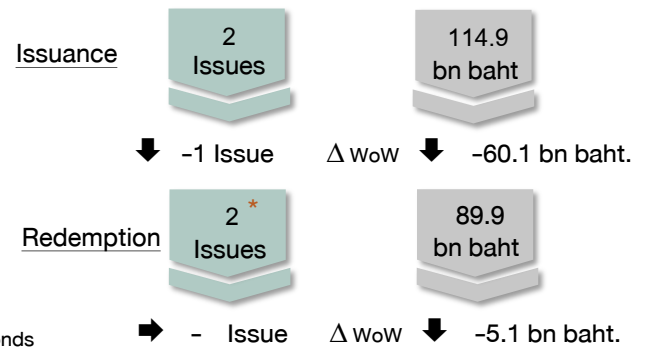 Issuance
2
Issues
114.9
bn baht
-1 Issue Δ WoW -60.1 bn baht.
Redemption
2 *
Issues
89.9
bn baht
- Issue Δ WoW -5.1 bn baht.